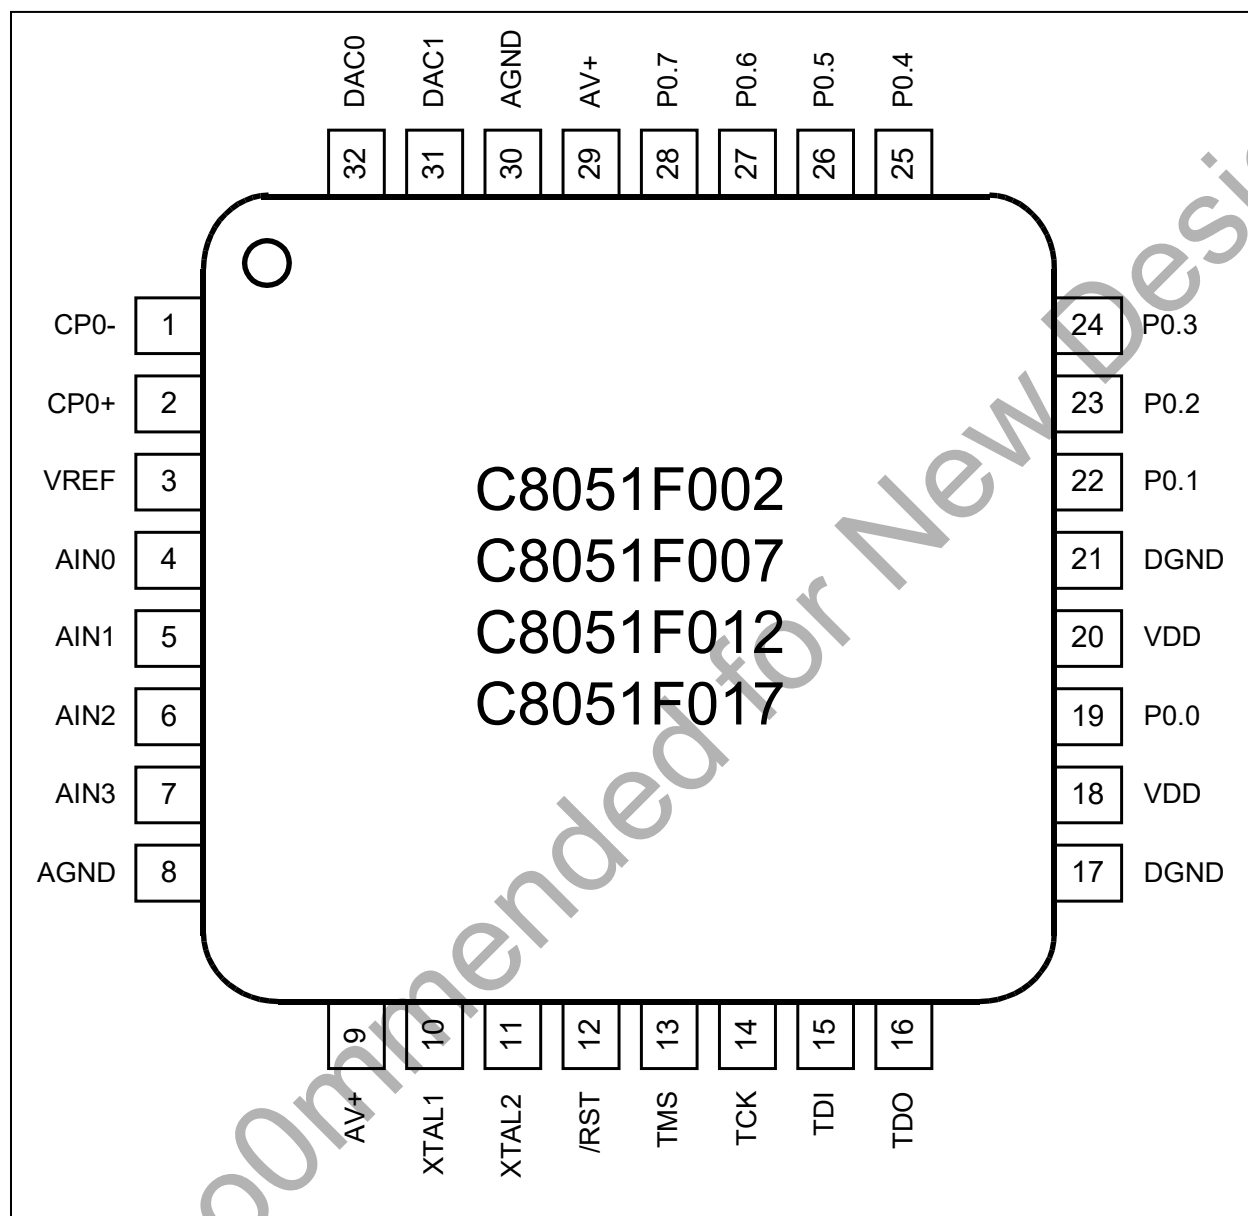 DAC0
DAC1
AGND
AV+
P0.7
P0.6
P0.5
P0.4
32
31
30
29
28
27
26
25
CP0- 1
CP0+ 2
VREF 3
AIN0 4
AIN1 5
AIN2 6
AIN3 7
AGND 8
C8051F002
C8051F007
C8051F012
C8051F017
24 P0.3
23 P0.2
22 P0.1
21 DGND
20 VDD
19 P0.0
18 VDD
17 DGND
9
10
11
12
13
14
15
16
AV+
XTAL1
XTAL2
/RST
TMS
TCK
TDI
TDO
for New